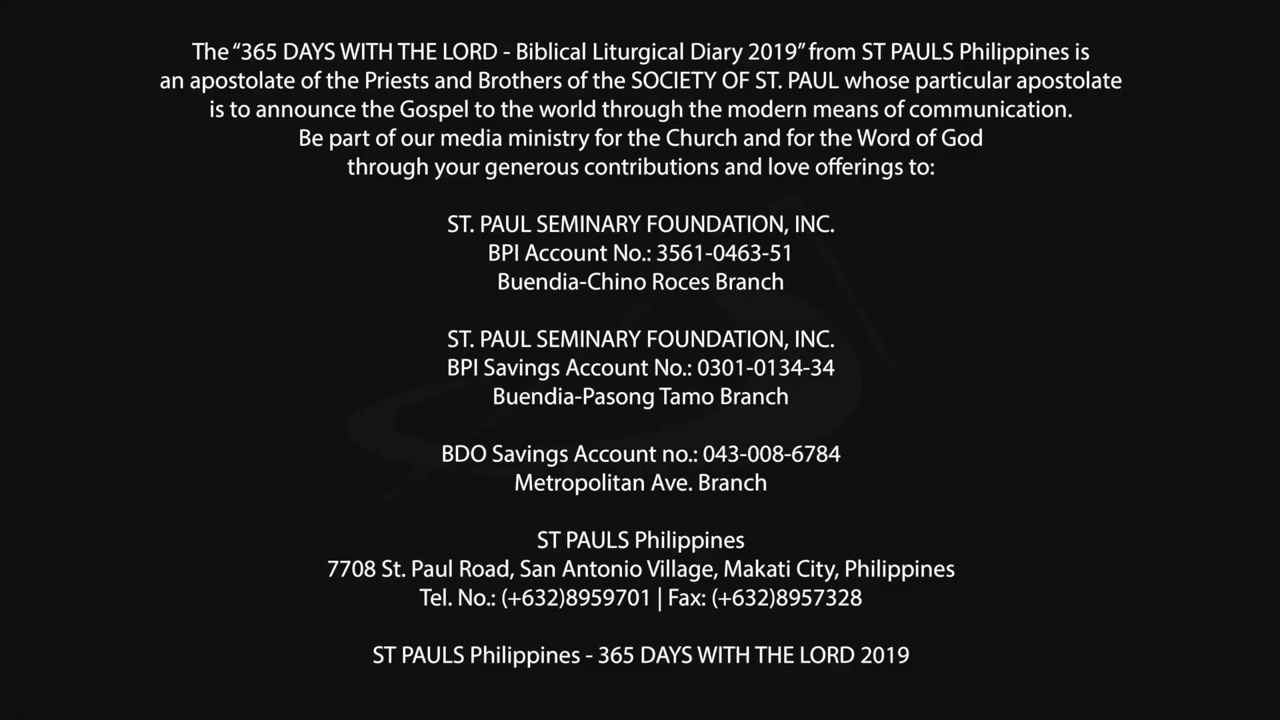 The “365 DAYS WITH THE LORD - Biblical Liturgical Diary 2019” from ST PAULS Philippines is
an apostolate of the Priests and Brothers of the SOCIETY OF ST. PAUL whose particular apostolate
is to announce the Gospel to the world through the modern means of communication.
Be part of our media ministry for the Church and for the Word of God
through your generous contributions and love offerings to:
ST. PAUL SEMINARY FOUNDATION, INC.
BPI Account No.: 3561-0463-51
Buendia-Chino Roces Branch
ST. PAUL SEMINARY FOUNDATION, INC.
BPI Savings Account No.: 0301-0134-34
Buendia-Pasong Tamo Branch
BDO Savings Account no.: 043-008-6784
Metropolitan Ave. Branch
ST PAULS Philippines
7708 St. Paul Road, San Antonio Village, Makati City, Philippines
Tel. No.: (+632)8959701 | Fax: (+632)8957328
ST PAULS Philippines - 365 DAYS WITH THE LORD 2019